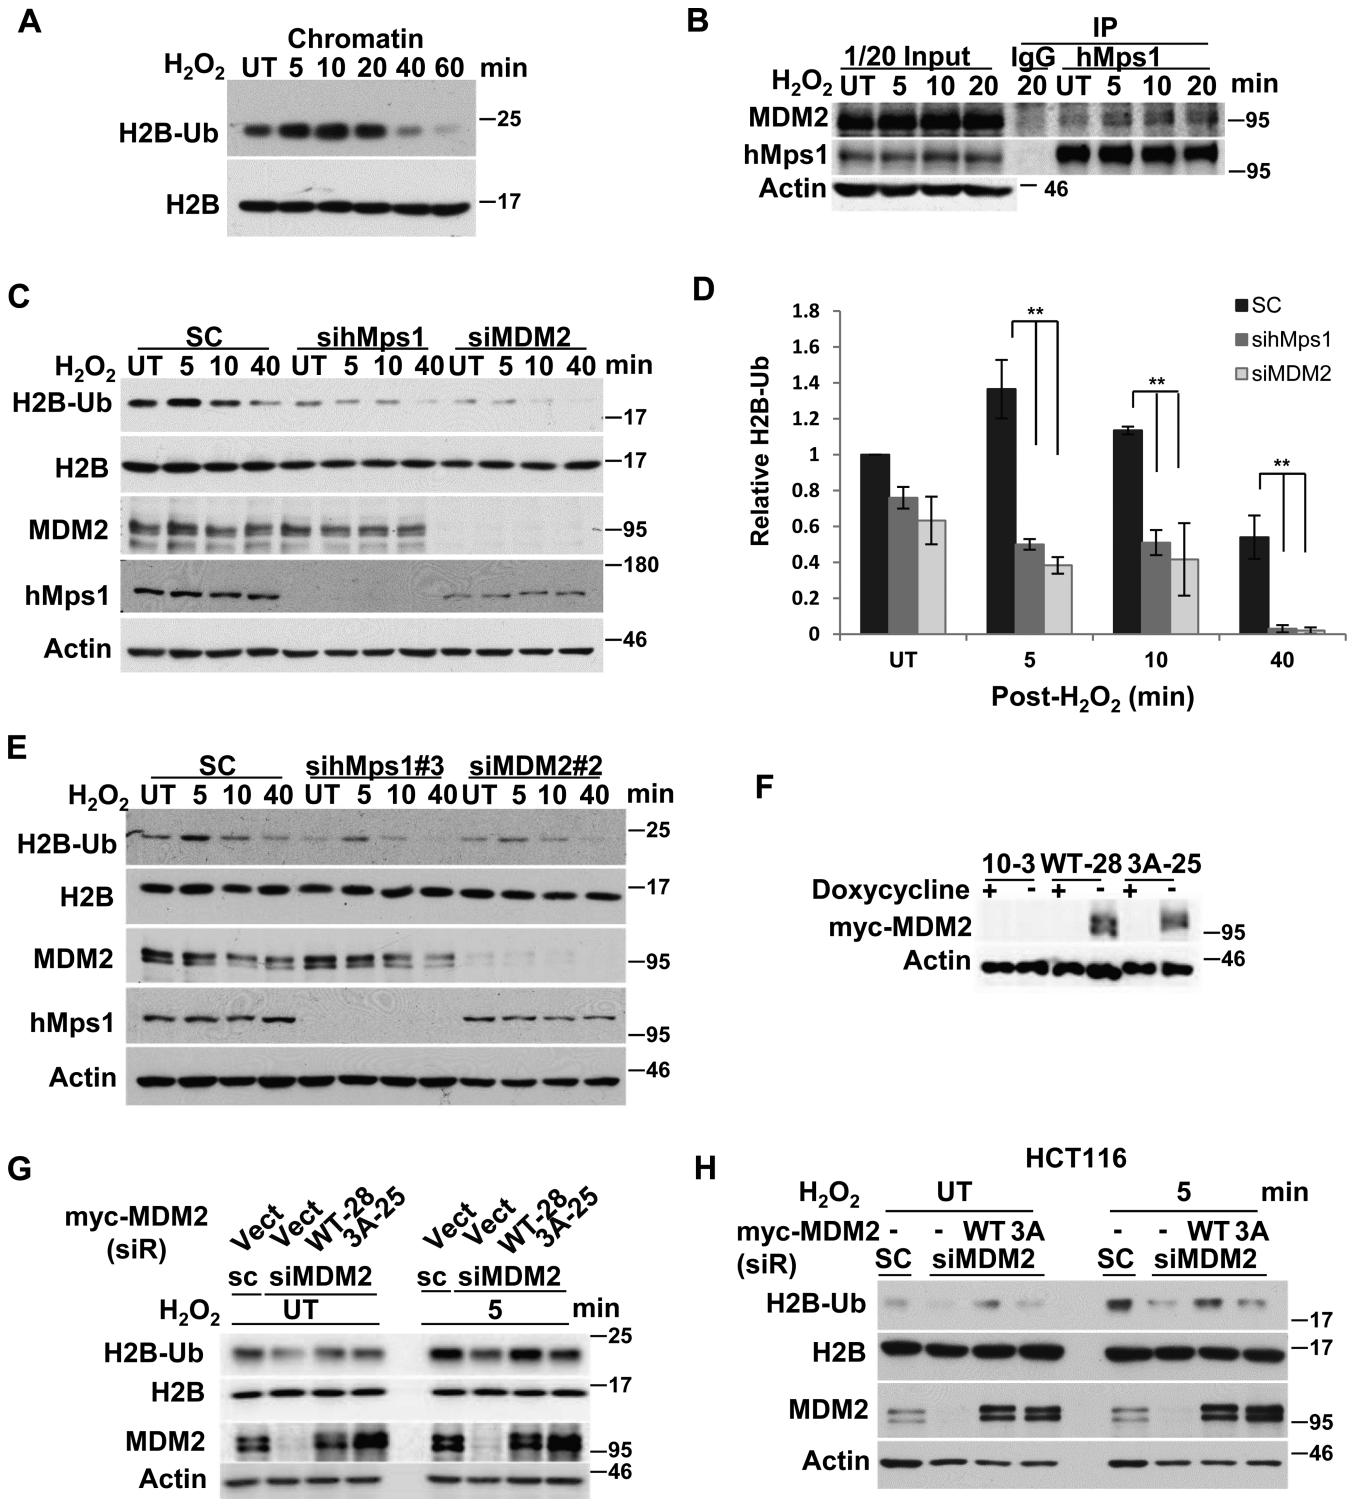 A
Chromatin
H₂O₂ UT 5 10 20 40 60 min
H2B-Ub –25
H2B –17
B
IP
1/20 Input IgG hMps1
H₂O₂ UT 5 10 20 20 UT 5 10 20 min
MDM2 –95
hMps1 –95
Actin – 46
C
SC sihMps1 siMDM2
H₂O₂ UT 5 10 40 UT 5 10 40 UT 5 10 40 min
H2B-Ub –17
H2B –17
MDM2 –95
–180
hMps1
Actin –46
D
Relative H2B-Ub
1.8
1.6
1.4
1.2
1
0.8
0.6
0.4
0.2
0
** ** **
SC
sihMps1
siMDM2
UT 5 10 40
Post-H₂O₂ (min)
E
SC sihMps1#3 siMDM2#2
H₂O₂ UT 5 10 40 UT 5 10 40 UT 5 10 40 min
H2B-Ub –25
H2B –17
MDM2 –95
hMps1 –95
Actin –46
F
10-3 WT-28 3A-25
Doxycycline + - + - + -
myc-MDM2 –95
Actin –46
G
myc-MDM2 Vect Vect WT-28 3A-25 Vect Vect WT-28 3A-25
(siR)
sc siMDM2 sc siMDM2
H₂O₂ UT 5 min
H2B-Ub –25
H2B –17
MDM2 –95
Actin –46
H
HCT116
H₂O₂ UT 5 min
myc-MDM2 - - WT 3A - - WT 3A
(siR) SC siMDM2 SC siMDM2
H2B-Ub –17
H2B –17
MDM2 –95
Actin –46